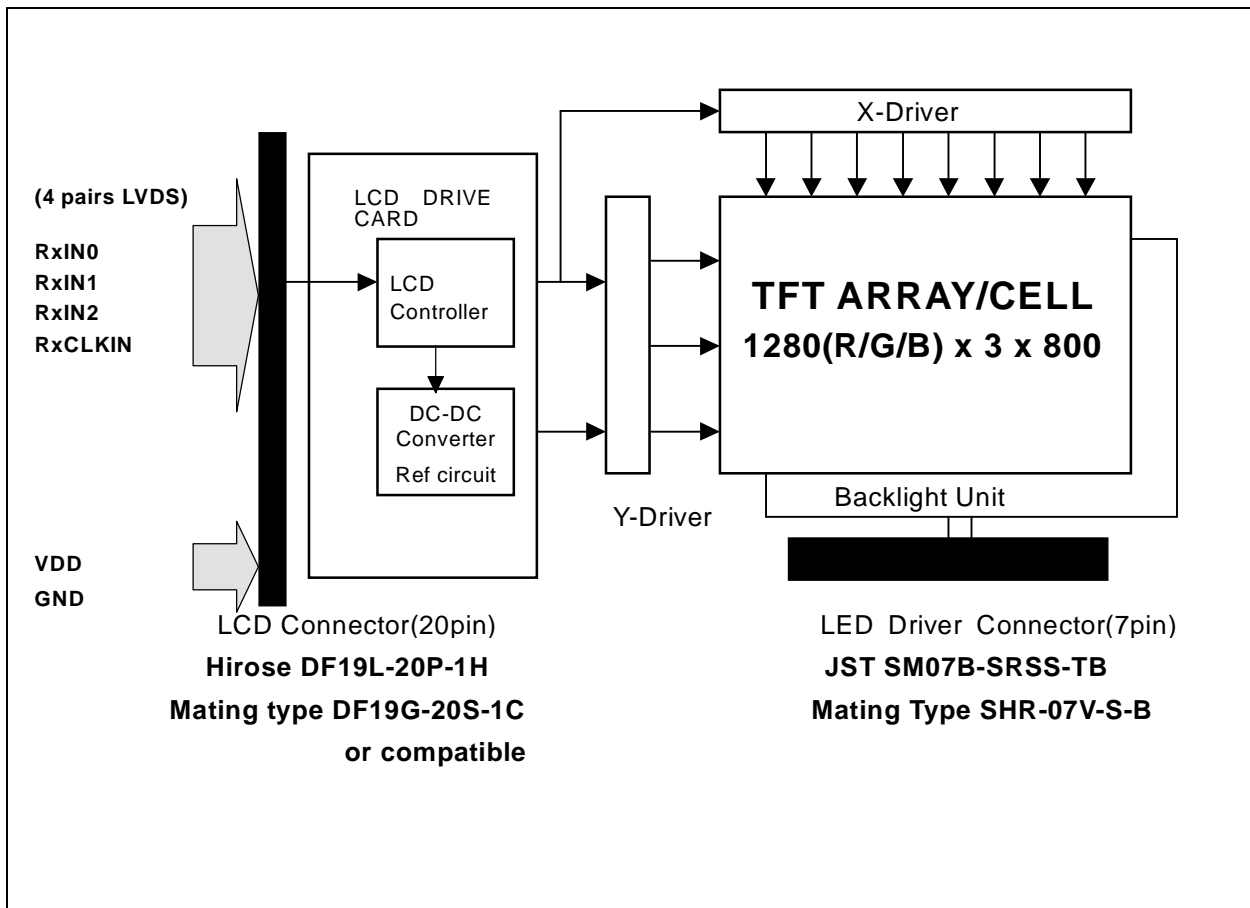 X-Driver
(4 pairs LVDS)
RxIN0
RxIN1
RxIN2
RxCLKIN
LCD DRIVE
CARD
LCD
Controller
DC-DC
Converter
Ref circuit
TFT ARRAY/CELL
1280(R/G/B) x 3 x 800
Y-Driver
Backlight Unit
VDD
GND
LCD Connector(20pin)
Hirose DF19L-20P-1H
Mating type DF19G-20S-1C
or compatible
LED Driver Connector(7pin)
JST SM07B-SRSS-TB
Mating Type SHR-07V-S-B